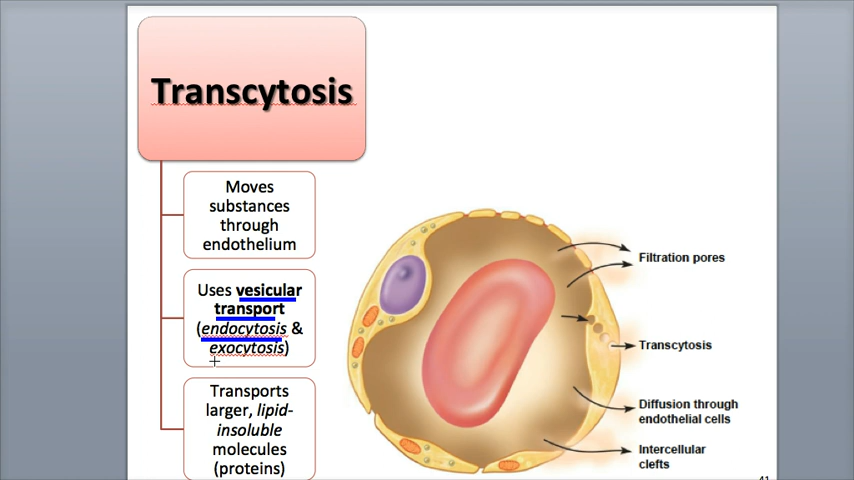 Transcytosis
Moves
substances
through
endothelium
Uses vesicular
transport
(endocytosis &
exocytosis)
Transports
larger, lipid-
insoluble
molecules
(proteins)
Filtration pores
Transcytosis
Diffusion through
endothelial cells
Intercellular
clefts